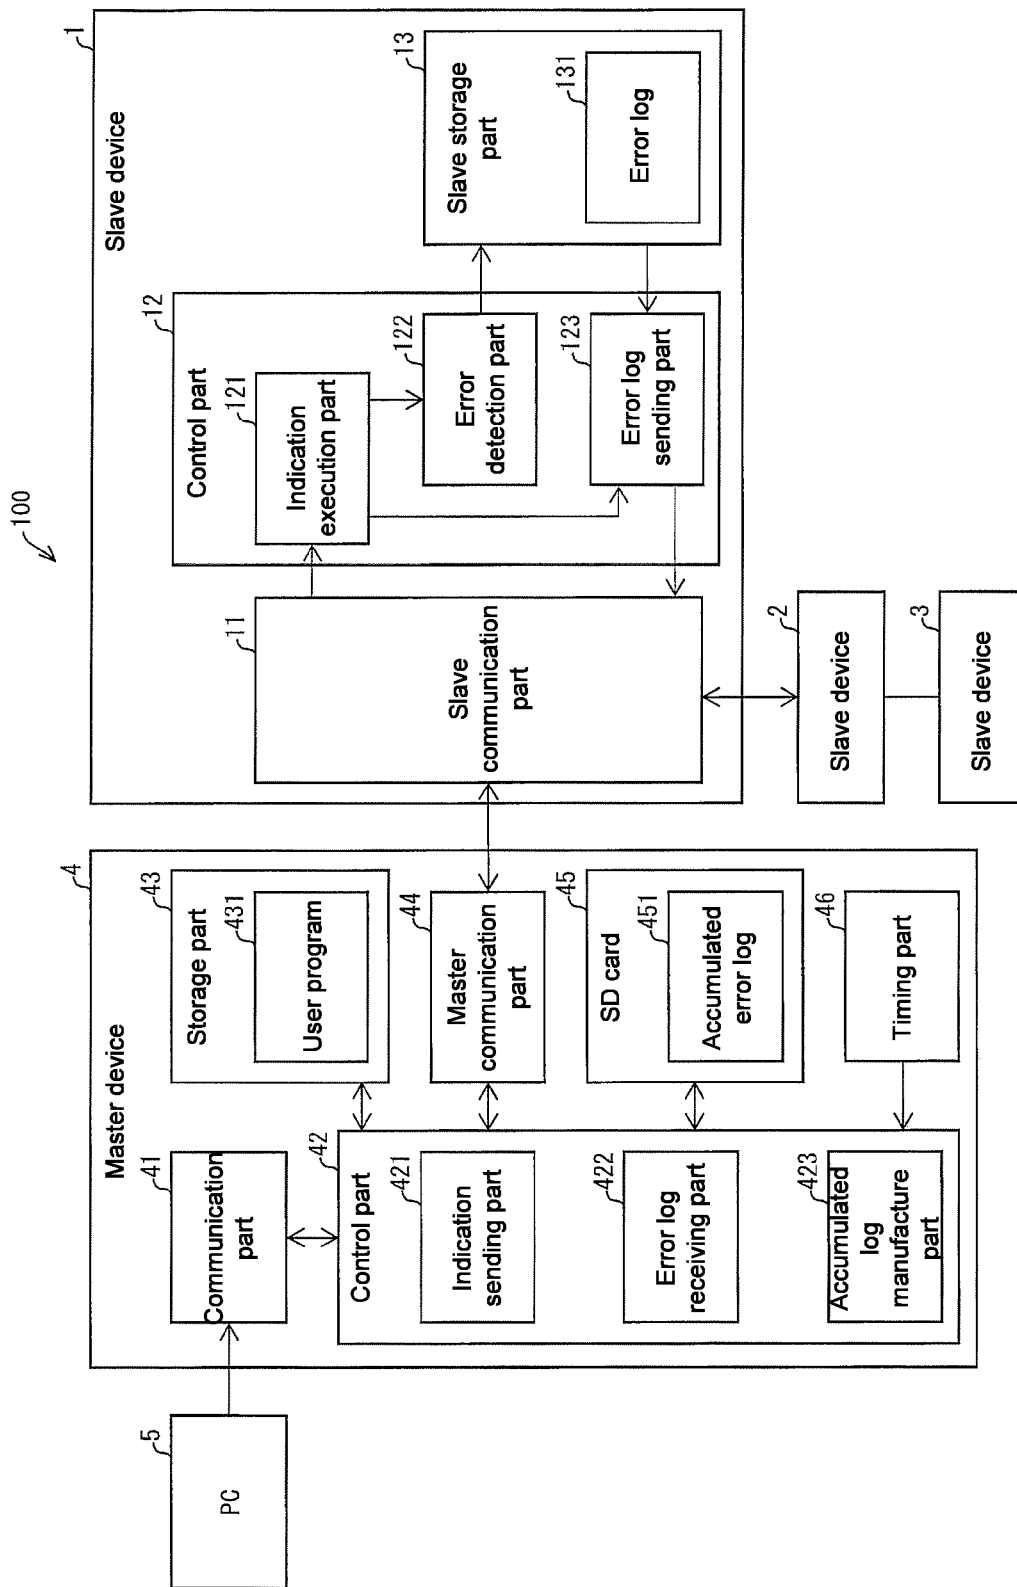 100
5
PC
4
Master device
41
Communication
part
42
Control part
421
Indication
sending part
422
Error log
receiving part
423
Accumulated
log
manufacture
part
43
Storage part
431
User program
44
Master
communication
part
45
SD card
451
Accumulated
error log
46
Timing part
1
Slave device
11
Slave
communication
part
12
Control part
121
Indication
execution part
122
Error
detection part
123
Error log
sending part
13
Slave storage
part
131
Error log
2
Slave device
3
Slave device